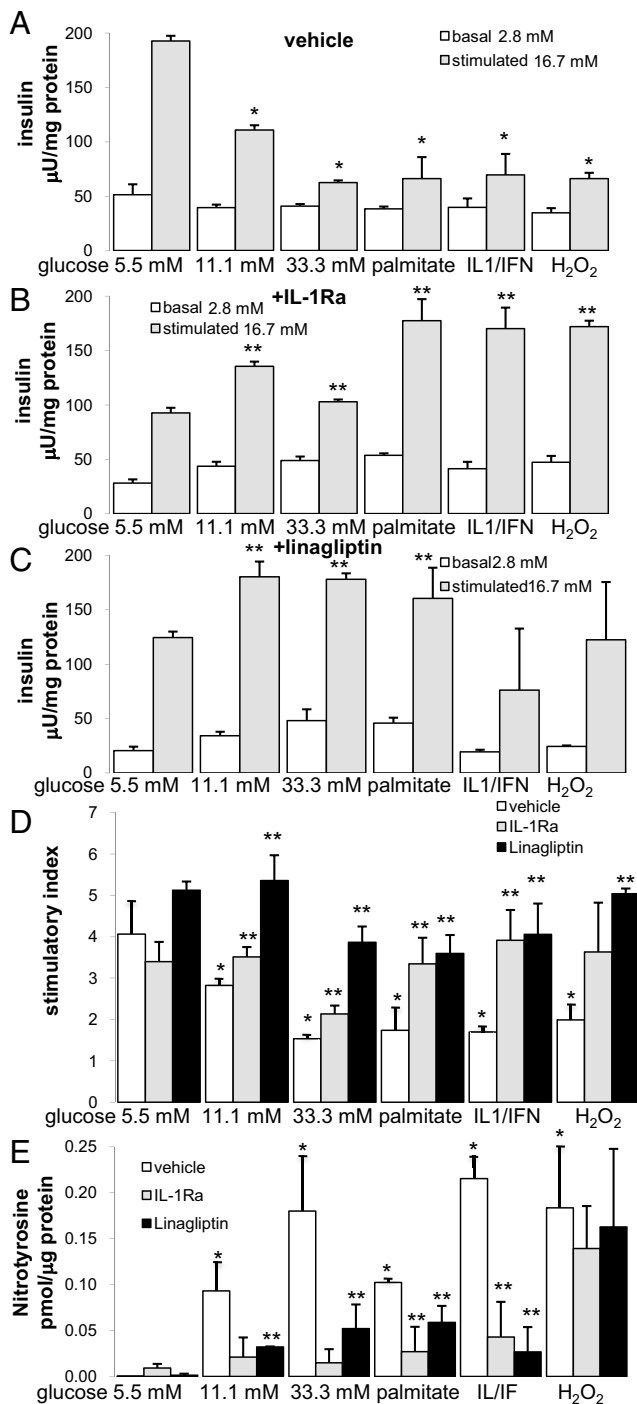 A
vehicle
basal 2.8 mM
stimulated 16.7 mM
insulin
µU/mg protein
200
150
100
50
0
*
*
*
*
*
glucose 5.5 mM 11.1 mM 33.3 mM palmitate IL1/IFN H₂O₂
B
+IL-1Ra
basal 2.8 mM
stimulated 16.7 mM
insulin
µU/mg protein
200
150
100
50
0
**
**
**
**
**
glucose 5.5 mM 11.1 mM 33.3 mM palmitate IL1/IFN H₂O₂
C
+linagliptin
basal2.8 mM
stimulated16.7 mM
insulin
µU/mg protein
200
150
100
50
0
**
**
**
glucose 5.5 mM 11.1 mM 33.3 mM palmitate IL1/IFN H₂O₂
D
vehicle
IL-1Ra
Linagliptin
stimulatory index
7
6
5
4
3
2
1
0
* ** **
* ** **
* ** **
* ** **
* **
glucose 5.5 mM 11.1 mM 33.3 mM palmitate IL1/IFN H₂O₂
E
vehicle
IL-1Ra
Linagliptin
Nitrotyrosine
pmol/µg protein
0.25
0.20
0.15
0.10
0.05
0.00
* **
* **
* ** **
* ** **
*
glucose 5.5 mM 11.1 mM 33.3 mM palmitate IL/IF H₂O₂